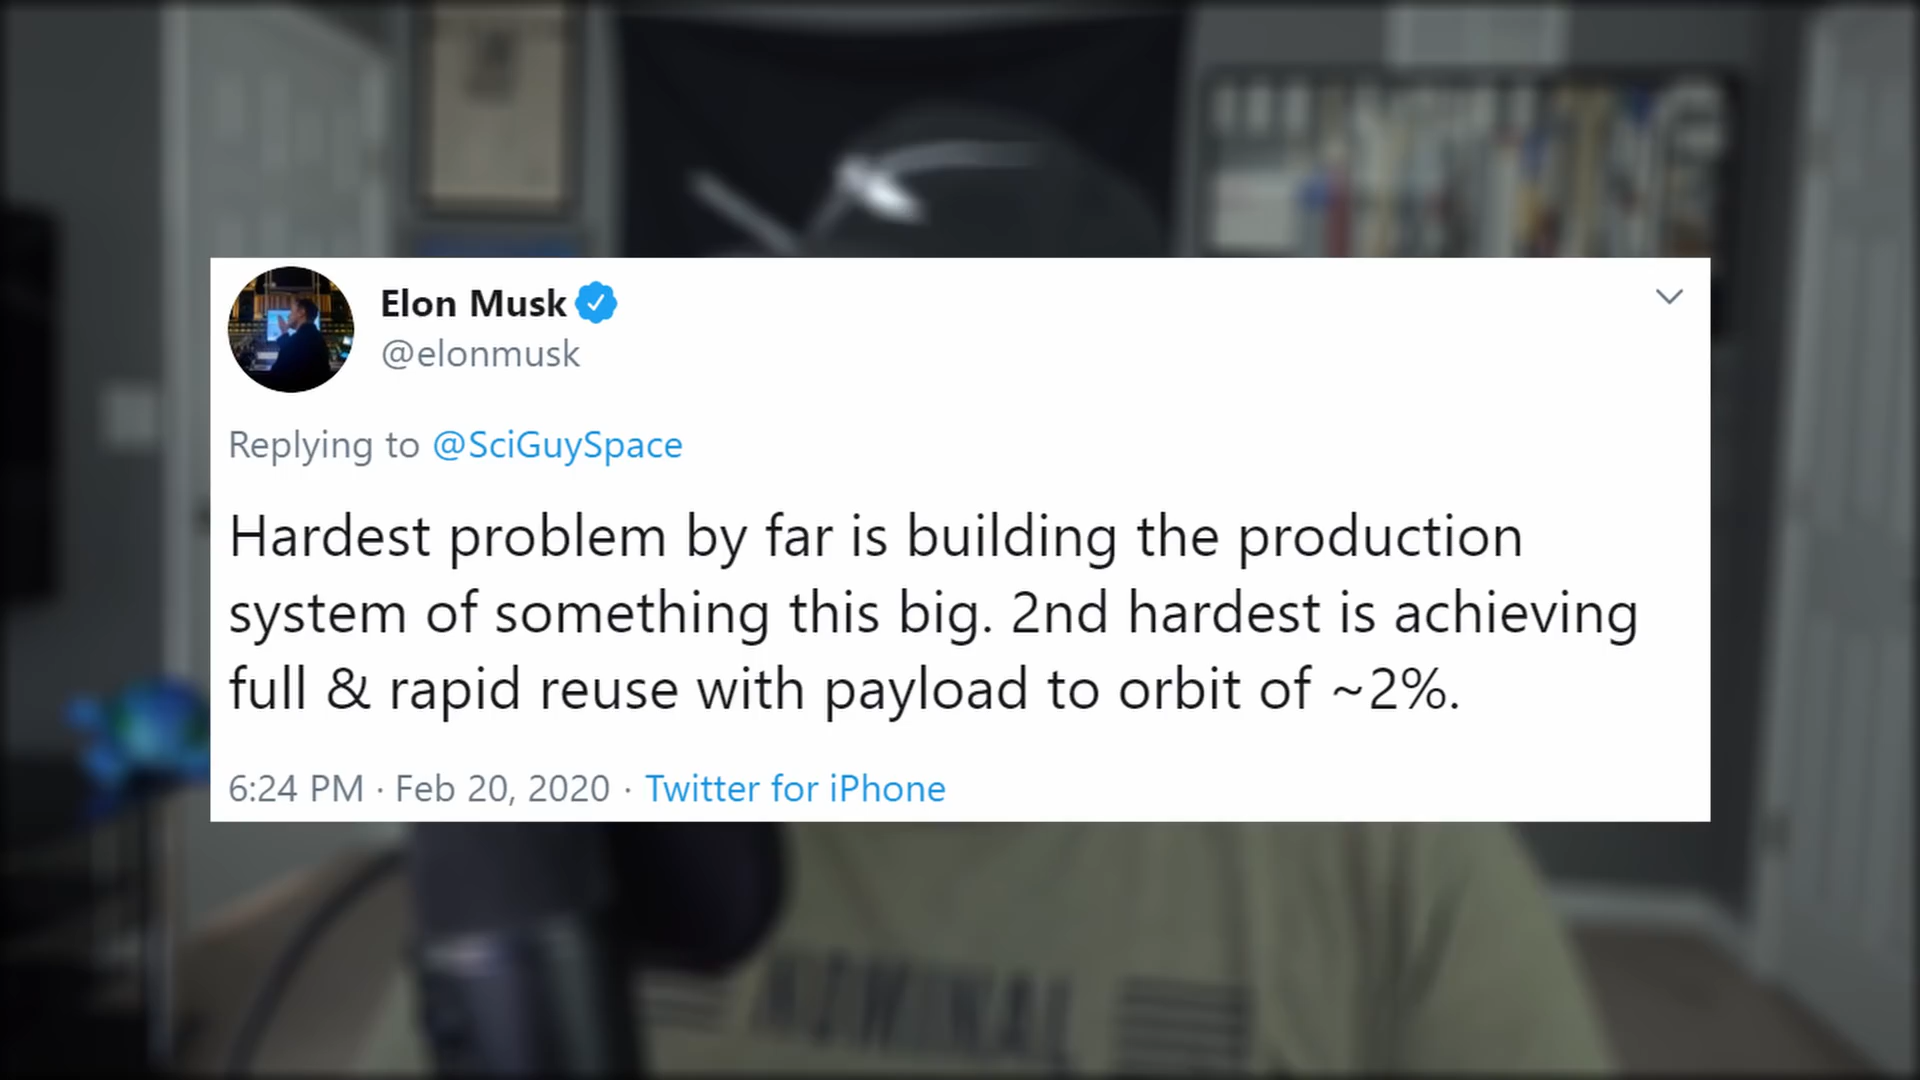 Elon Musk
@elonmusk
Replying to @SciGuySpace
Hardest problem by far is building the production
system of something this big. 2nd hardest is achieving
full & rapid reuse with payload to orbit of ~2%.
6:24 PM · Feb 20, 2020 · Twitter for iPhone